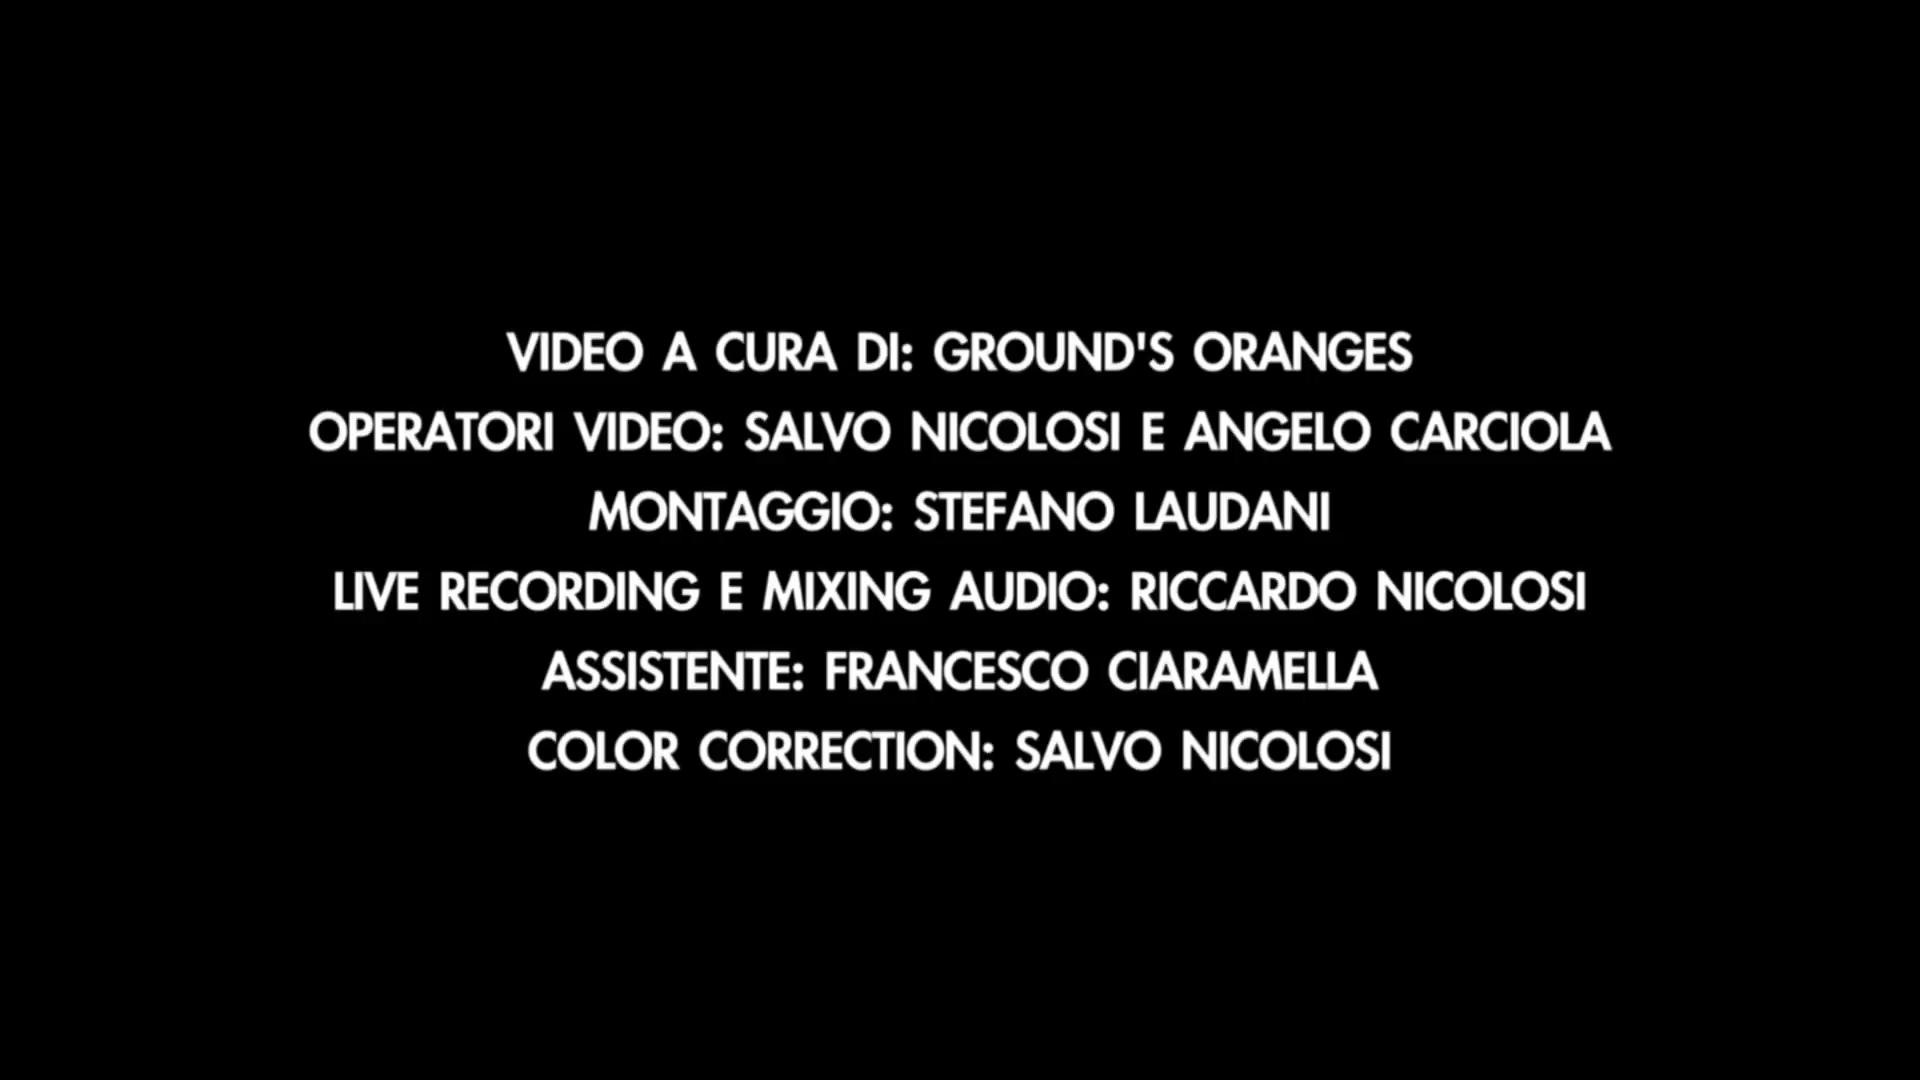 VIDEO A CURA DI: GROUND'S ORANGES
OPERATORI VIDEO: SALVO NICOLOSI E ANGELO CARCIOLA
MONTAGGIO: STEFANO LAUDANI
LIVE RECORDING E MIXING AUDIO: RICCARDO NICOLOSI
ASSISTENTE: FRANCESCO CIARAMELLA
COLOR CORRECTION: SALVO NICOLOSI